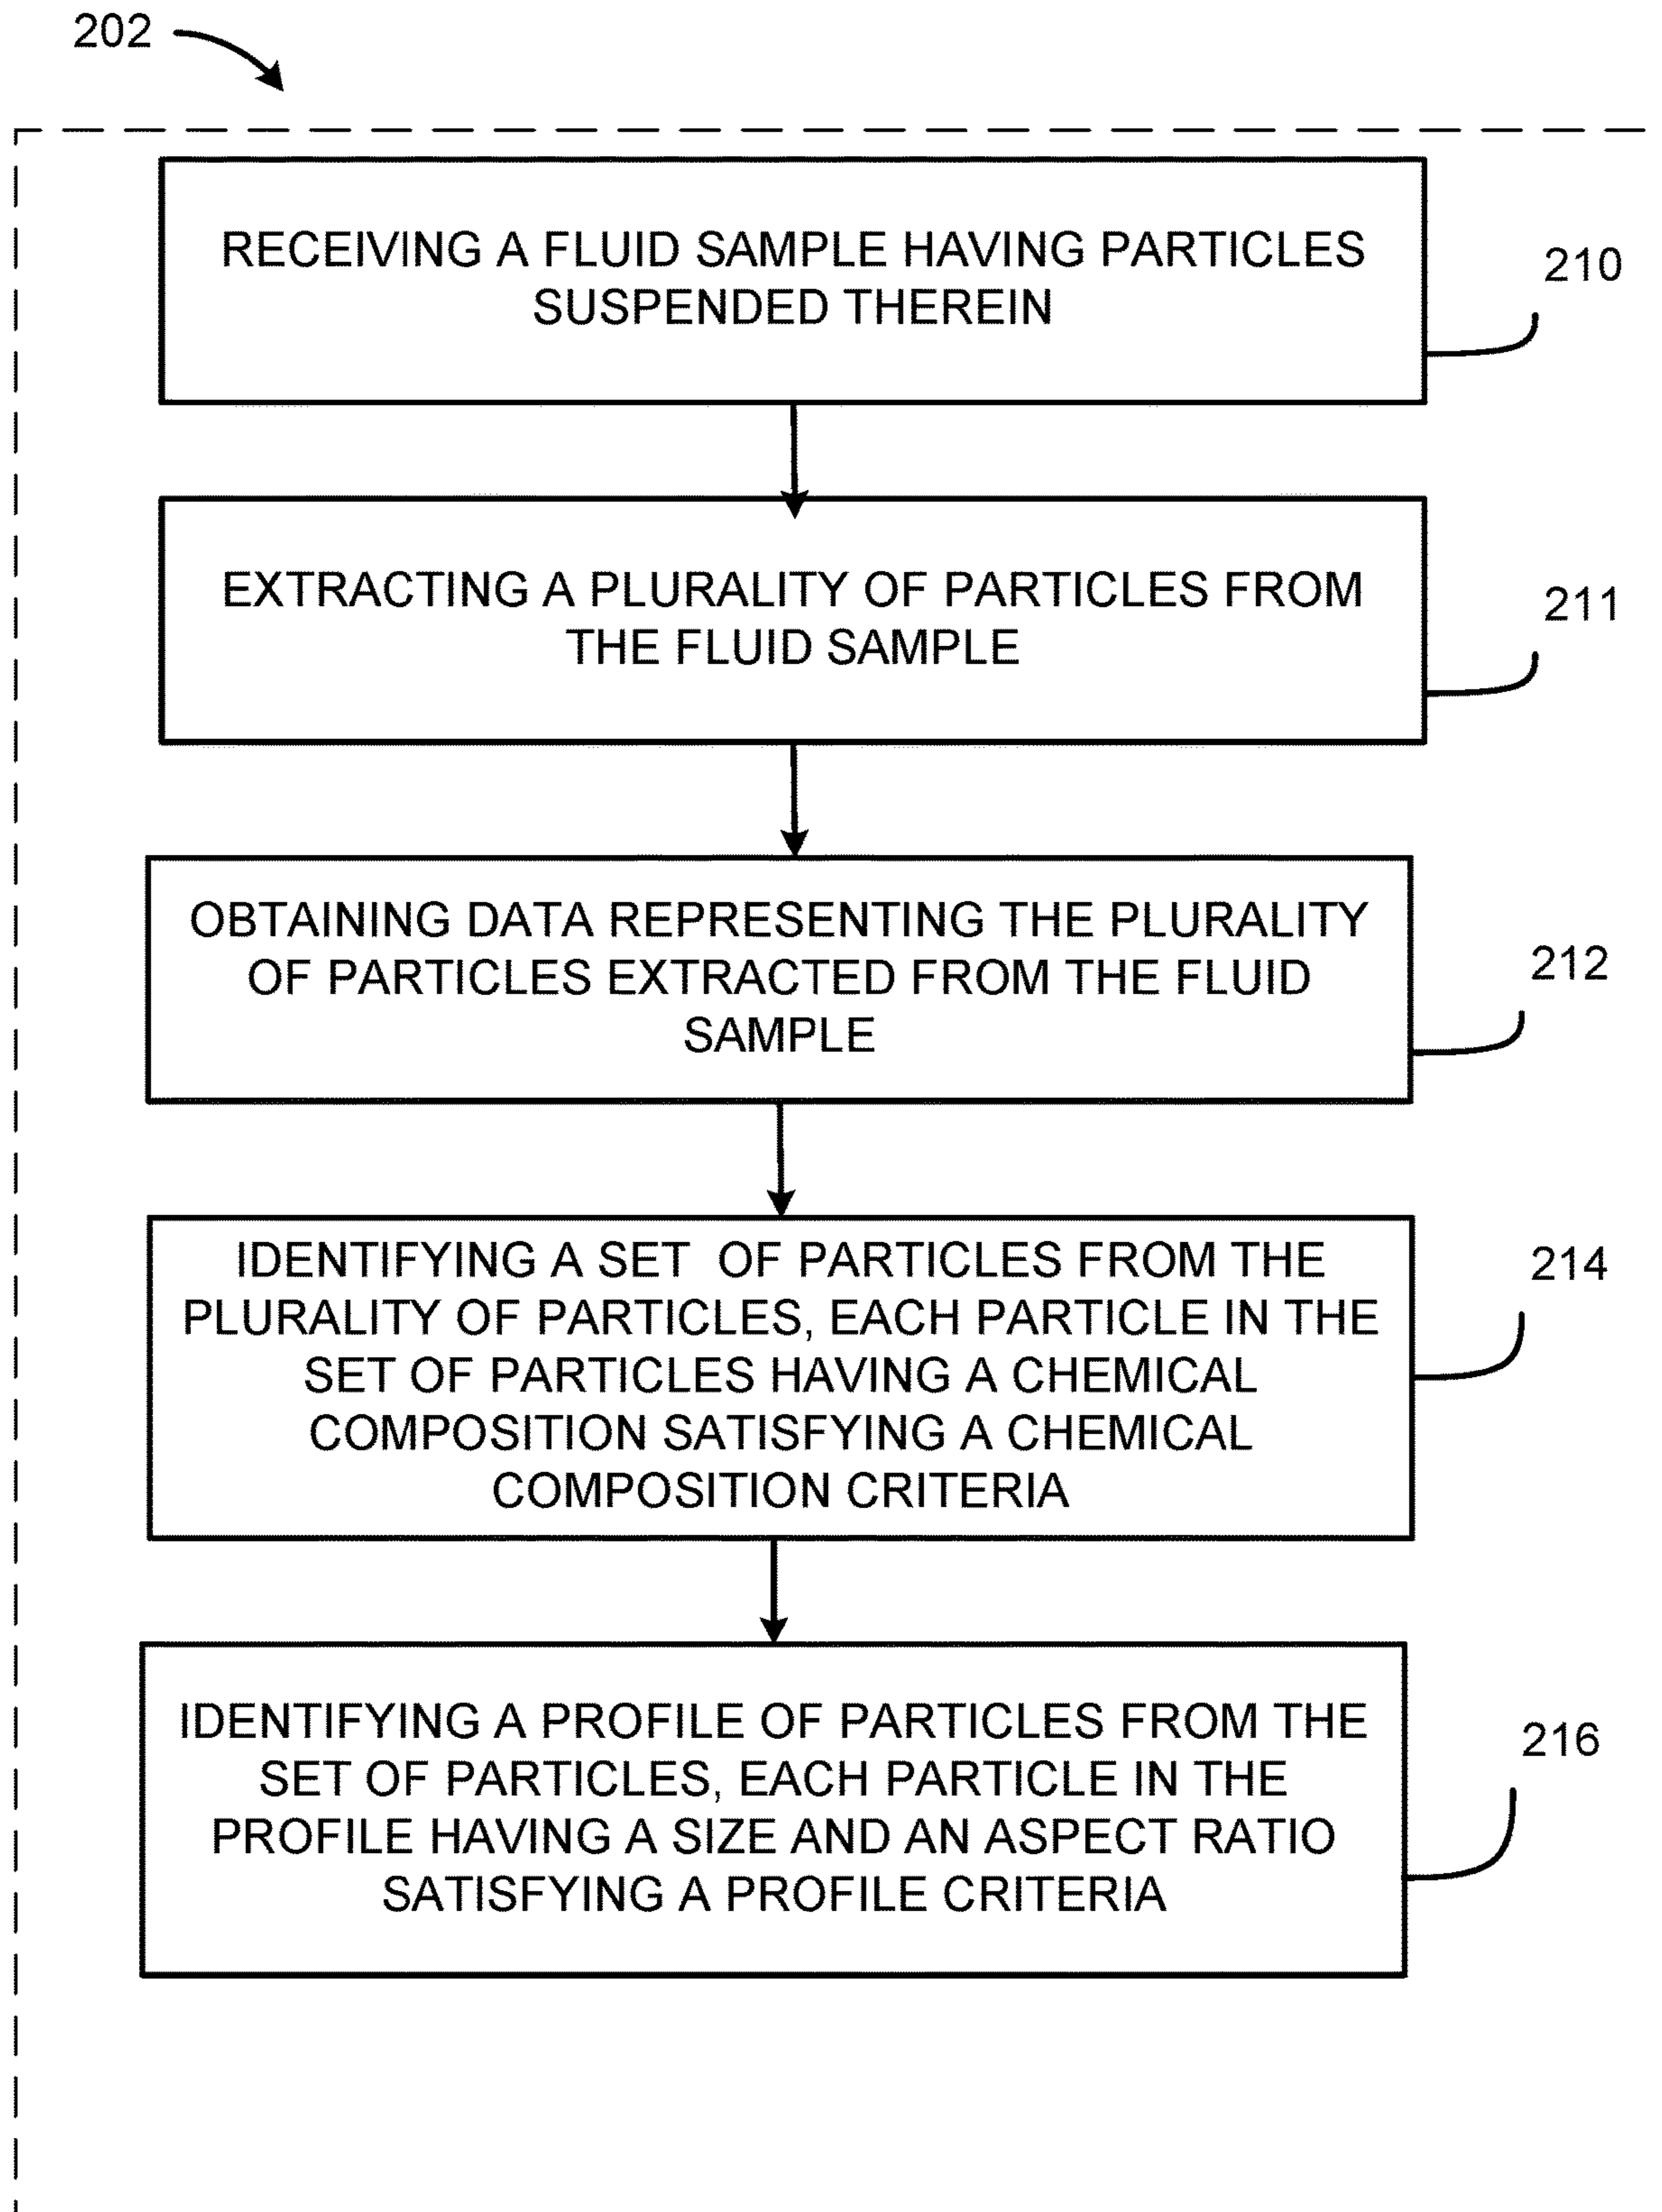 202
RECEIVING A FLUID SAMPLE HAVING PARTICLES
SUSPENDED THEREIN
210
EXTRACTING A PLURALITY OF PARTICLES FROM
THE FLUID SAMPLE
211
OBTAINING DATA REPRESENTING THE PLURALITY
OF PARTICLES EXTRACTED FROM THE FLUID
SAMPLE
212
IDENTIFYING A SET OF PARTICLES FROM THE
PLURALITY OF PARTICLES, EACH PARTICLE IN THE
SET OF PARTICLES HAVING A CHEMICAL
COMPOSITION SATISFYING A CHEMICAL
COMPOSITION CRITERIA
214
IDENTIFYING A PROFILE OF PARTICLES FROM THE
SET OF PARTICLES, EACH PARTICLE IN THE
PROFILE HAVING A SIZE AND AN ASPECT RATIO
SATISFYING A PROFILE CRITERIA
216